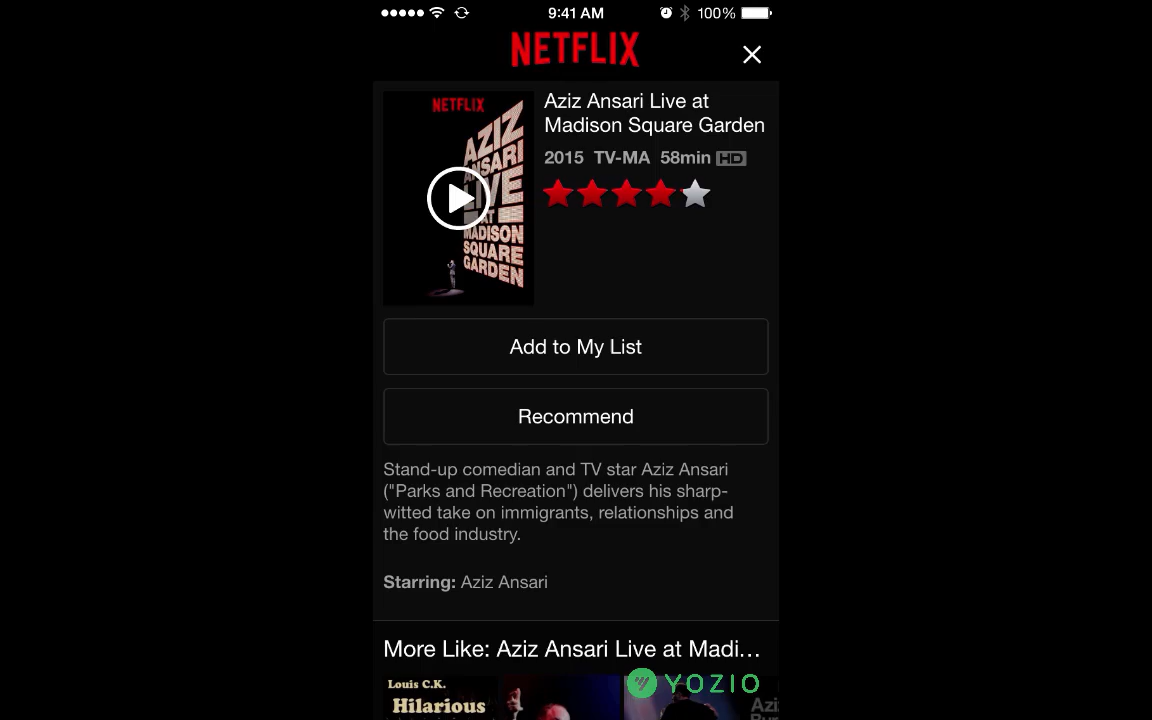 9:41 AM
100%
NETFLIX
NETFLIX
AZIZ
ANSARI
LIVE
AT
MADISON
SQUARE
GARDEN
Aziz Ansari Live at
Madison Square Garden
2015 TV-MA 58min HD
Add to My List
Recommend
Stand-up comedian and TV star Aziz Ansari
("Parks and Recreation") delivers his sharp-
witted take on immigrants, relationships and
the food industry.
Starring: Aziz Ansari
More Like: Aziz Ansari Live at Madi...
Louis C.K.
Hilarious
YOZIO
Azi